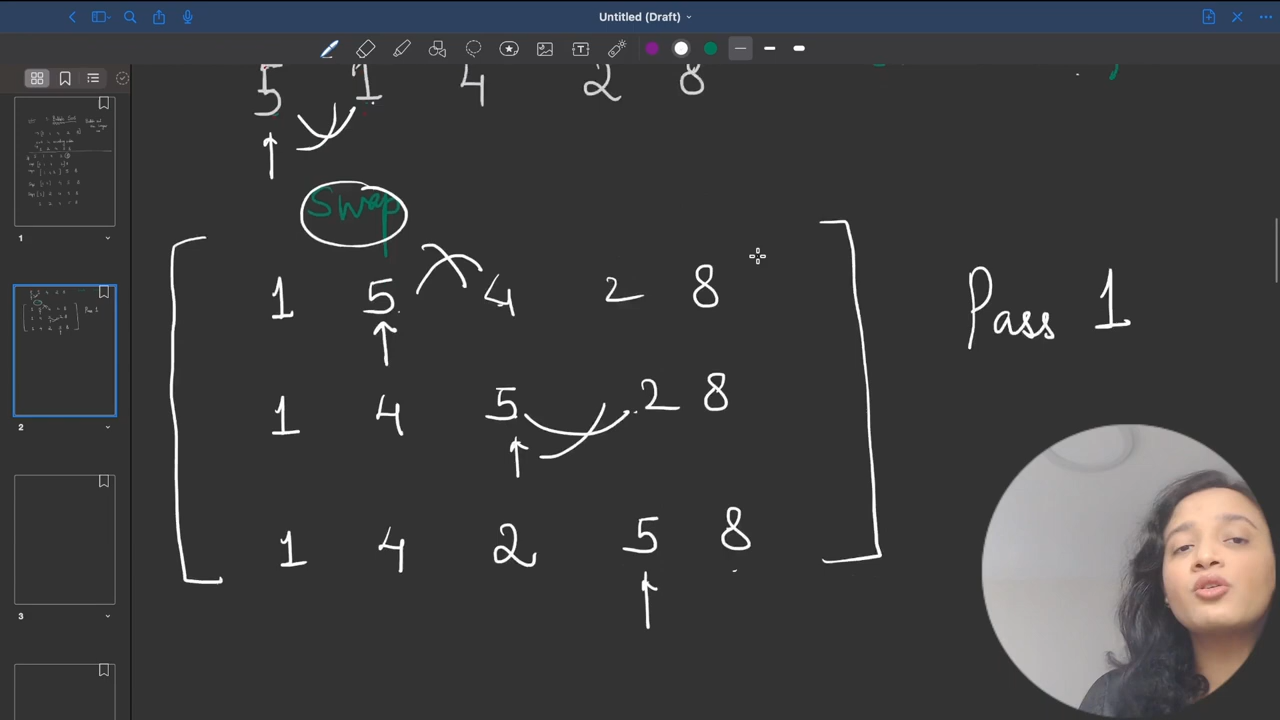 Untitled (Draft)
5 1 4 2 8
Swap
1 5 4 2 8
Pass 1
1 4 5 2 8
1 4 2 5 8
1
2
3